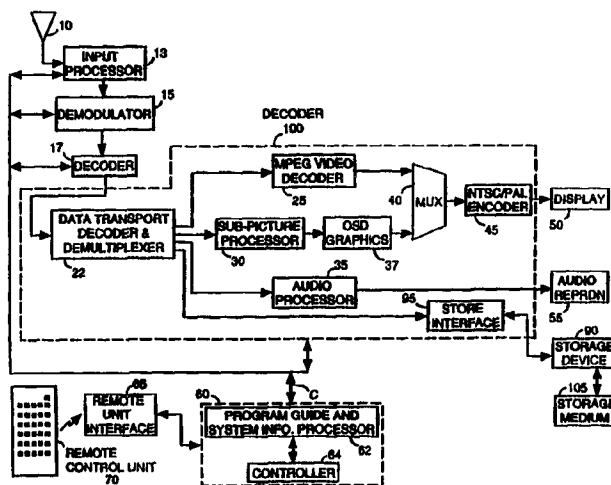 10
INPUT
PROCESSOR
13
DEMODULATOR
15
17
DECODER
DECODER
100
MPEG VIDEO
DECODER
25
40
MUX
NTSC/PAL
ENCODER
45
DISPLAY
50
DATA TRANSPORT
DECODER &
DEMULTIPLEXER
22
SUB-PICTURE
PROCESSOR
30
OSD
GRAPHICS
37
35
AUDIO
PROCESSOR
AUDIO
REPRDN
55
95
STORE
INTERFACE
90
STORAGE
DEVICE
105
STORAGE
MEDIUM
C
65
REMOTE
UNIT
INTERFACE
REMOTE
CONTROL UNIT
70
60
PROGRAM GUIDE AND
SYSTEM INFO. PROCESSOR
62
CONTROLLER
64